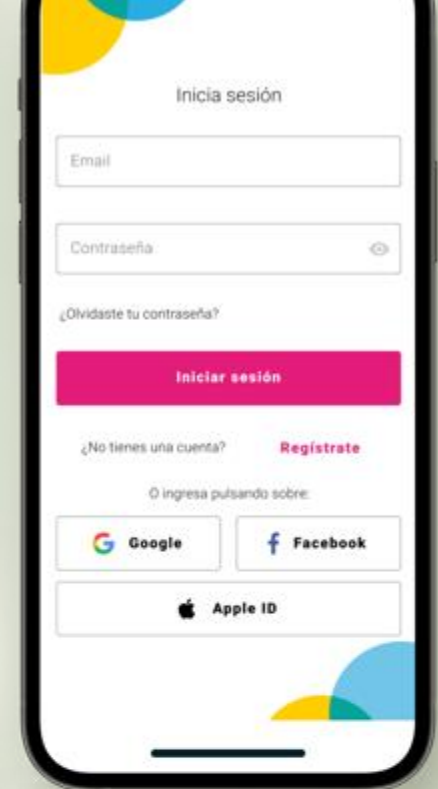 Inicia sesión
Email
Contraseña
¿Olvidaste tu contraseña?
Iniciar sesión
¿No tienes una cuenta? Regístrate
O ingresa pulsando sobre:
Google Facebook
Apple ID